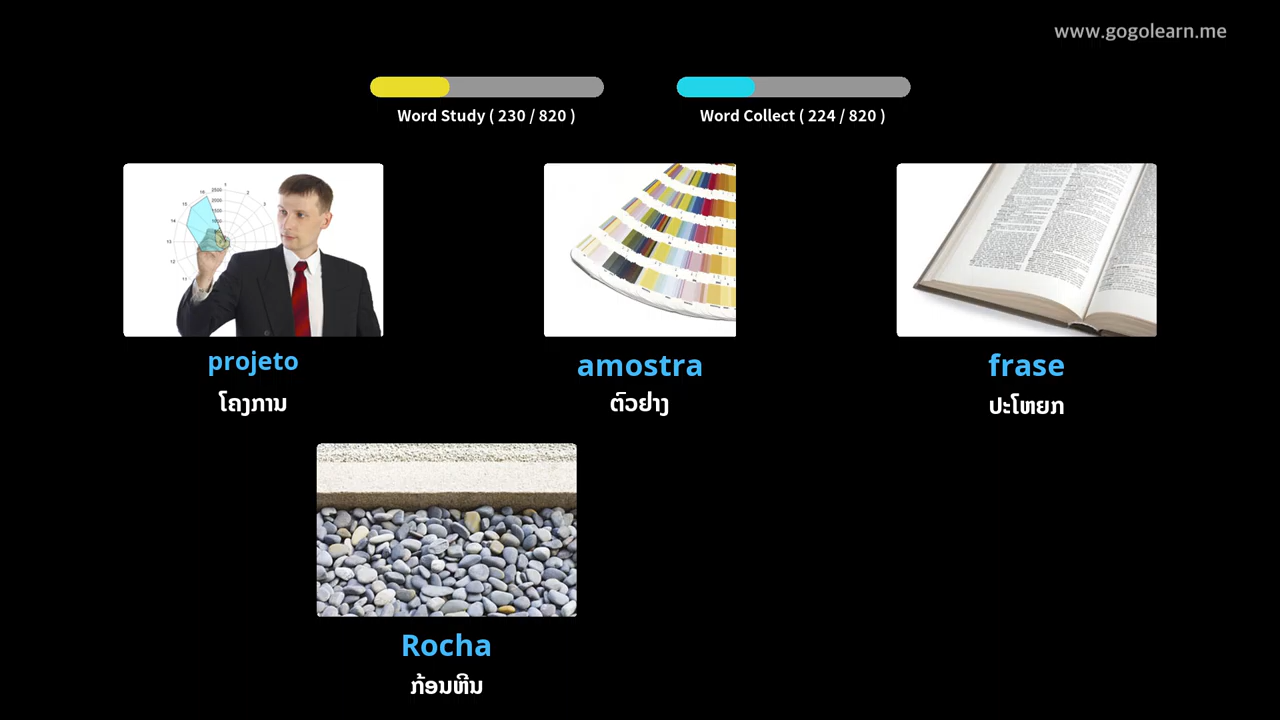 www.gogolearn.me
Word Study ( 230 / 820 )
Word Collect ( 224 / 820 )
projeto
ໂຄງການ
amostra
ຕົວຢ່າງ
frase
ປະໂຫຍກ
Rocha
ກ້ອນຫີນ